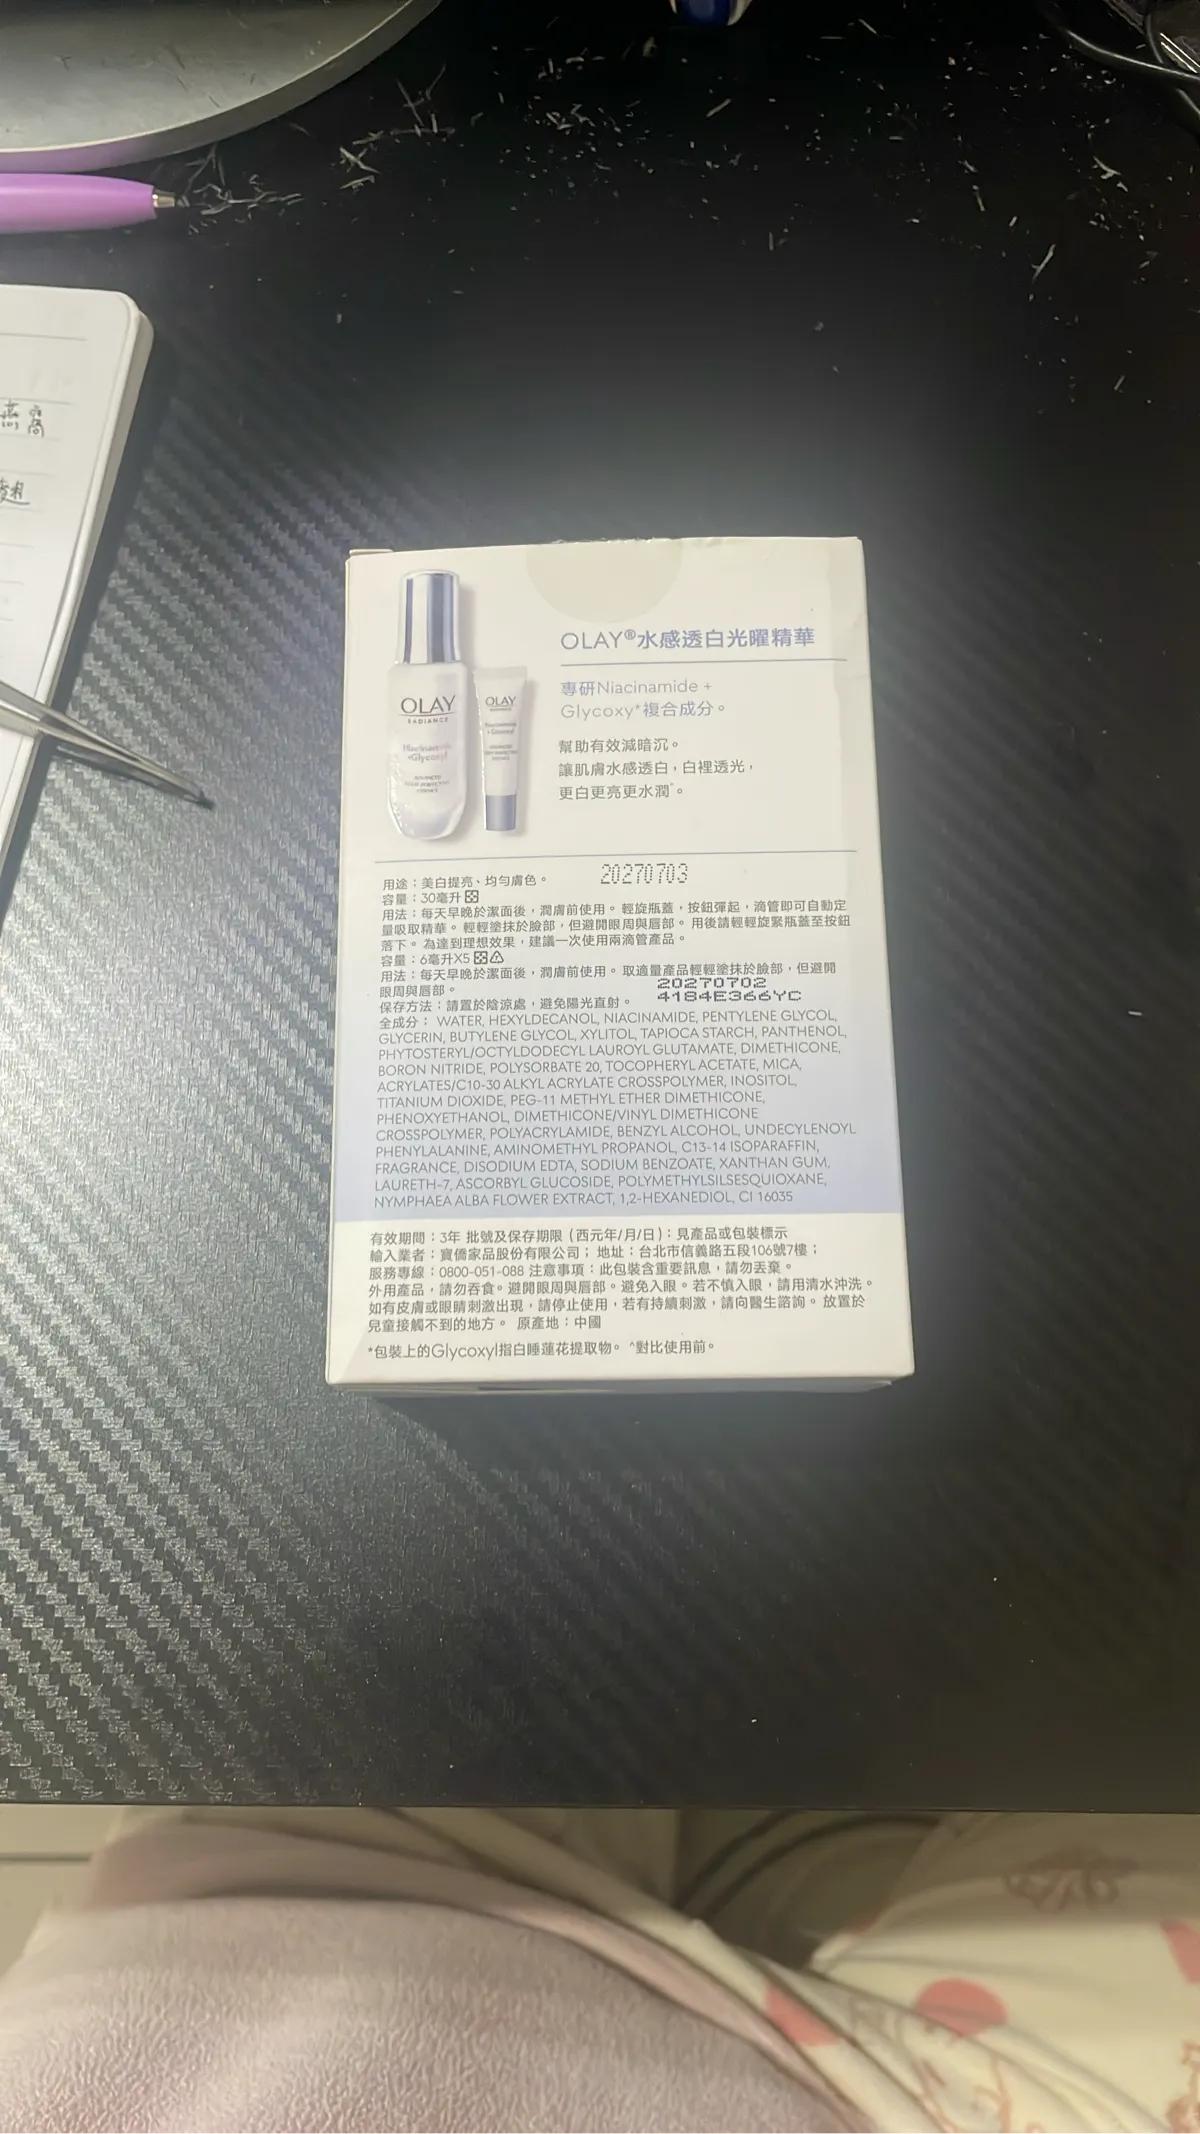 燕窩
OLAY
RADIANCE
Niacinamide
+Glycoxyl
ADVANCED
ESSENCE
OLAY
OLAY®水感透白光曜精華
專研Niacinamide +
Glycoxy*複合成分。
幫助有效減暗沉。
讓肌膚水感透白，白裡透光，
更白更亮更水潤^。
20270703
用途：美白提亮、均勻膚色。
容量：30毫升
用法：每天早晚於潔面後，潤膚前使用。 輕旋瓶蓋，按鈕彈起，滴管即可自動定
量吸取精華。 輕輕塗抹於臉部，但避開眼周與唇部。 用後請輕輕旋緊瓶蓋至按鈕
落下。 為達到理想效果，建議一次使用兩滴管產品。
容量：6毫升X5
用法：每天早晚於潔面後，潤膚前使用。 取適量產品輕輕塗抹於臉部，但避開
眼周與唇部。
20270702
保存方法：請置於陰涼處，避免陽光直射。
4184E366YC
全成分： WATER, HEXYLDECANOL, NIACINAMIDE, PENTYLENE GLYCOL,
GLYCERIN, BUTYLENE GLYCOL, XYLITOL, TAPIOCA STARCH, PANTHENOL,
PHYTOSTERYL/OCTYLDODECYL LAUROYL GLUTAMATE, DIMETHICONE,
BORON NITRIDE, POLYSORBATE 20, TOCOPHERYL ACETATE, MICA,
ACRYLATES/C10-30 ALKYL ACRYLATE CROSSPOLYMER, INOSITOL,
TITANIUM DIOXIDE, PEG-11 METHYL ETHER DIMETHICONE,
PHENOXYETHANOL, DIMETHICONE/VINYL DIMETHICONE
CROSSPOLYMER, POLYACRYLAMIDE, BENZYL ALCOHOL, UNDECYLENOYL
PHENYLALANINE, AMINOMETHYL PROPANOL, C13-14 ISOPARAFFIN,
FRAGRANCE, DISODIUM EDTA, SODIUM BENZOATE, XANTHAN GUM,
LAURETH-7, ASCORBYL GLUCOSIDE, POLYMETHYLSILSESQUIOXANE,
NYMPHAEA ALBA FLOWER EXTRACT, 1,2-HEXANEDIOL, CI 16035
有效期間：3年 批號及保存期限（西元年/月/日）：見產品或包裝標示
輸入業者：寶僑家品股份有限公司； 地址：台北市信義路五段106號7樓；
服務專線：0800-051-088 注意事項：此包裝含重要訊息，請勿丟棄。
外用產品，請勿吞食。避開眼周與唇部。避免入眼。若不慎入眼，請用清水沖洗。
如有皮膚或眼睛刺激出現，請停止使用，若有持續刺激，請向醫生諮詢。 放置於
兒童接觸不到的地方。 原產地：中國
*包裝上的Glycoxyl指白睡蓮花提取物。 ^對比使用前。